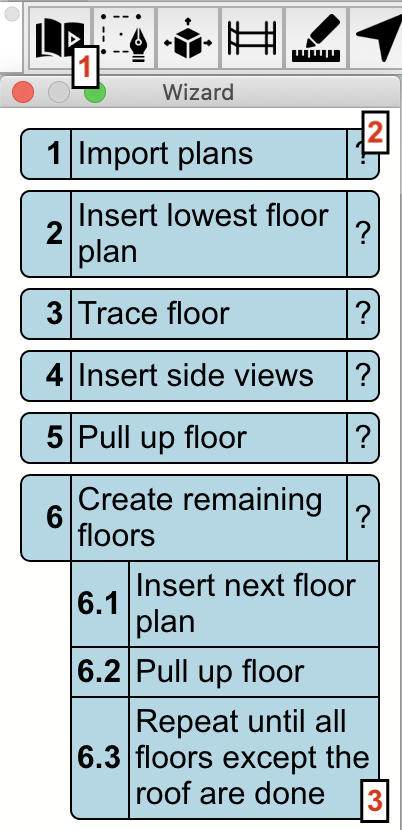 1
Wizard
2
1 Import plans ?
2 Insert lowest floor
plan ?
3 Trace floor ?
4 Insert side views ?
5 Pull up floor ?
6 Create remaining
floors ?
6.1 Insert next floor
plan
6.2 Pull up floor
6.3 Repeat until all
floors except the
roof are done
3